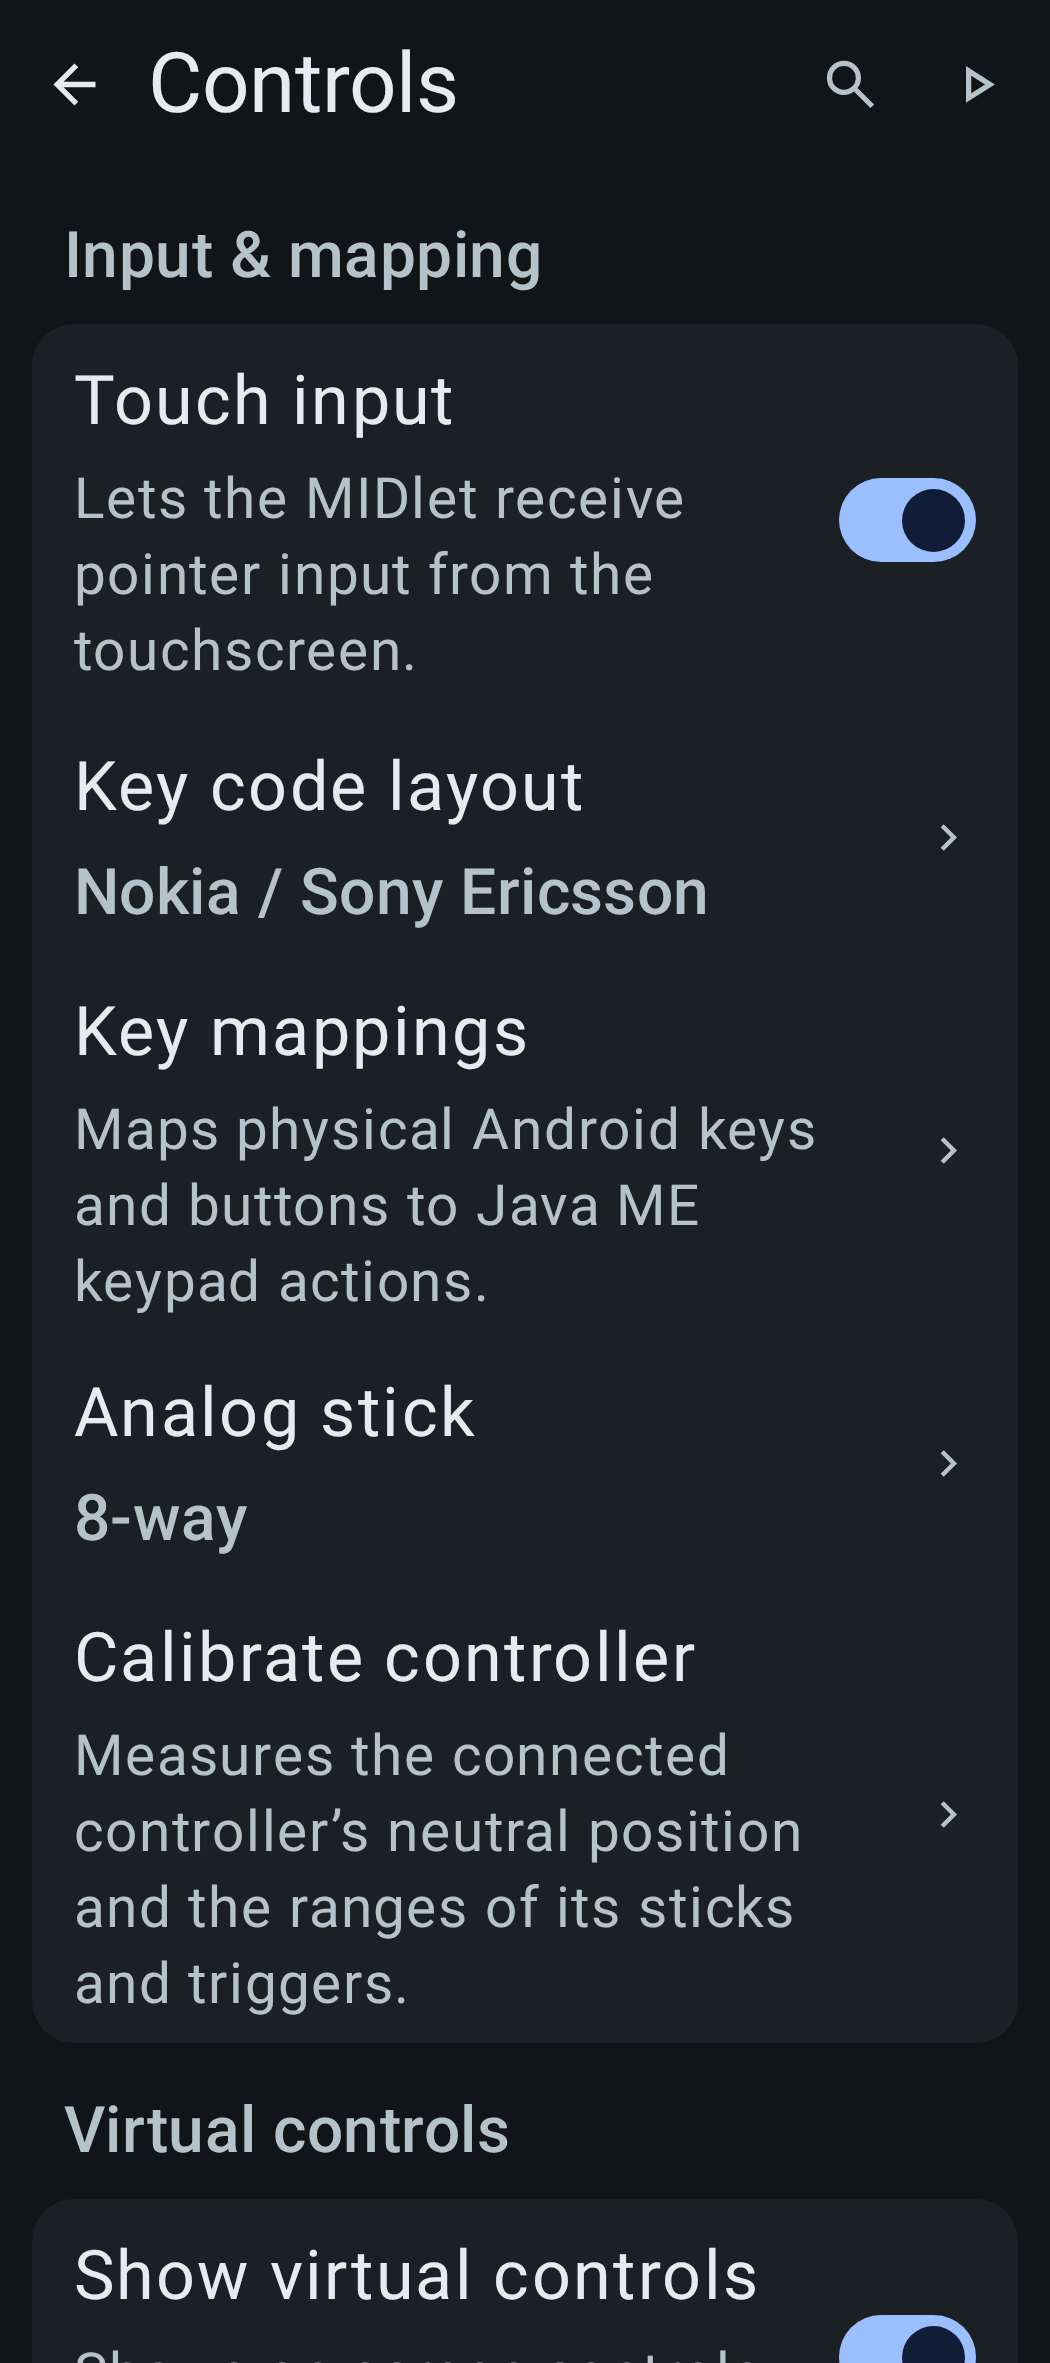 Controls
Input & mapping
Touch input
Lets the MIDlet receive
pointer input from the
touchscreen.
Key code layout
Nokia / Sony Ericsson
Key mappings
Maps physical Android keys
and buttons to Java ME
keypad actions.
Analog stick
8-way
Calibrate controller
Measures the connected
controller’s neutral position
and the ranges of its sticks
and triggers.
Virtual controls
Show virtual controls